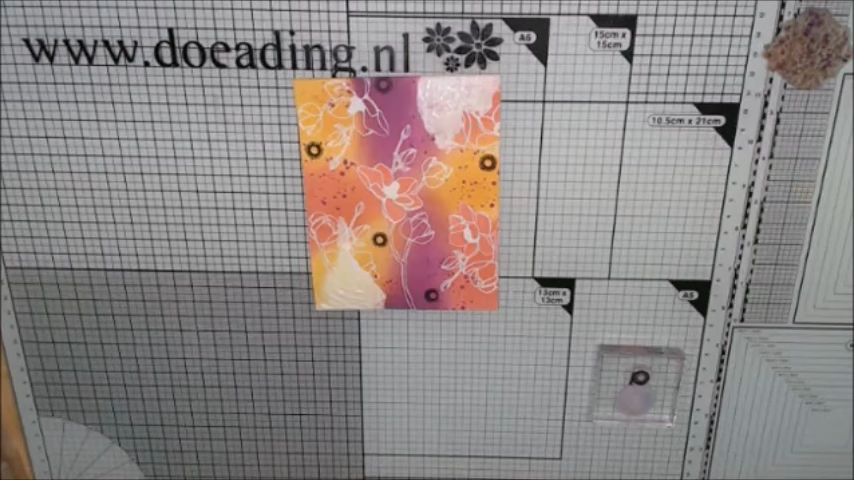 www.doeading.nl
A6
15cm x
15cm
10.5cm x 21cm
13cm x
13cm
A5